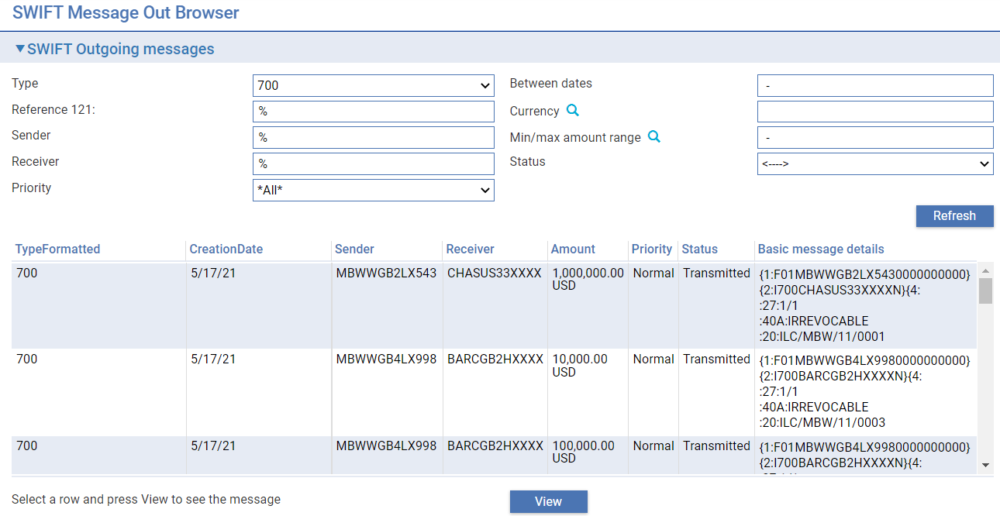 SWIFT Message Out Browser
SWIFT Outgoing messages
Type 700 Between dates -
Reference 121: % Currency
Sender % Min/max amount range -
Receiver % Status <---->
Priority *All*
Refresh
TypeFormatted CreationDate Sender Receiver Amount Priority Status Basic message details
700 5/17/21 MBWWGB2LX543 CHASUS33XXXX 1,000,000.00 Normal Transmitted {1:F01MBWWGB2LX5430000000000}
USD {2:I700CHASUS33XXXXN}{4:
:27:1/1
:40A:IRREVOCABLE
:20:ILC/MBW/11/0001
700 5/17/21 MBWWGB4LX998 BARCGB2HXXXX 10,000.00 Normal Transmitted {1:F01MBWWGB4LX9980000000000}
USD {2:I700BARCGB2HXXXXN}{4:
:27:1/1
:40A:IRREVOCABLE
:20:ILC/MBW/11/0003
700 5/17/21 MBWWGB4LX998 BARCGB2HXXXX 100,000.00 Normal Transmitted {1:F01MBWWGB4LX9980000000000}
USD {2:I700BARCGB2HXXXXN}{4:
Select a row and press View to see the message View